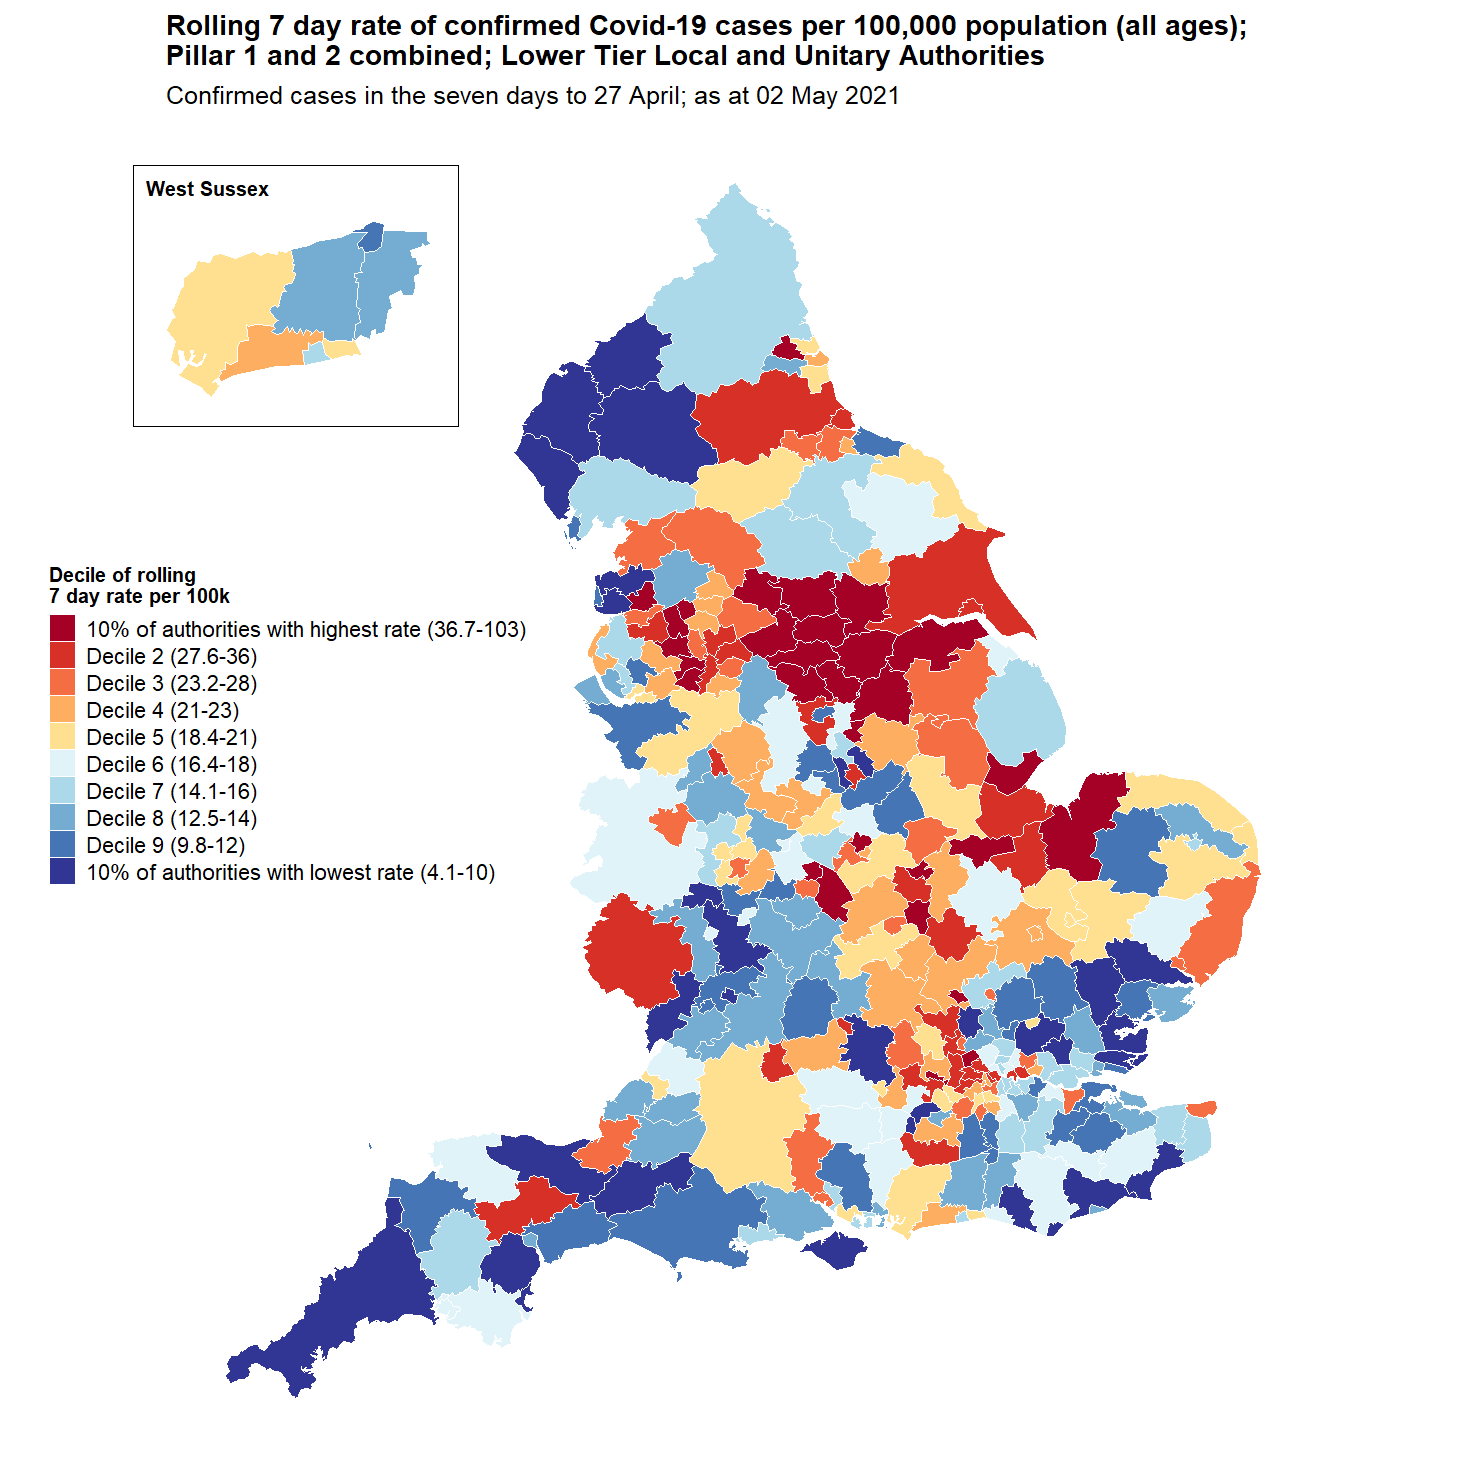 Rolling 7 day rate of confirmed Covid-19 cases per 100,000 population (all ages);
Pillar 1 and 2 combined; Lower Tier Local and Unitary Authorities
Confirmed cases in the seven days to 27 April; as at 02 May 2021
West Sussex
Decile of rolling
7 day rate per 100k
10% of authorities with highest rate (36.7-103)
Decile 2 (27.6-36)
Decile 3 (23.2-28)
Decile 4 (21-23)
Decile 5 (18.4-21)
Decile 6 (16.4-18)
Decile 7 (14.1-16)
Decile 8 (12.5-14)
Decile 9 (9.8-12)
10% of authorities with lowest rate (4.1-10)